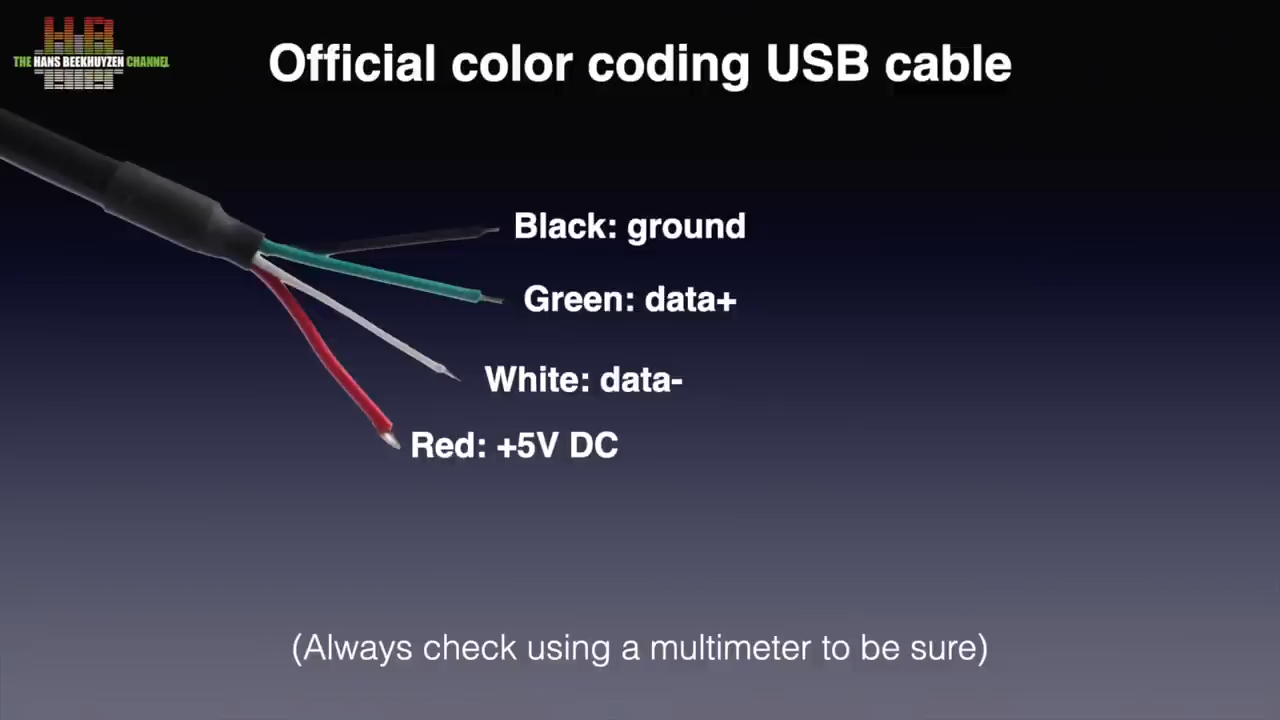 THE HANS BEEKHUYZEN CHANNEL
Official color coding USB cable
Black: ground
Green: data+
White: data-
Red: +5V DC
(Always check using a multimeter to be sure)